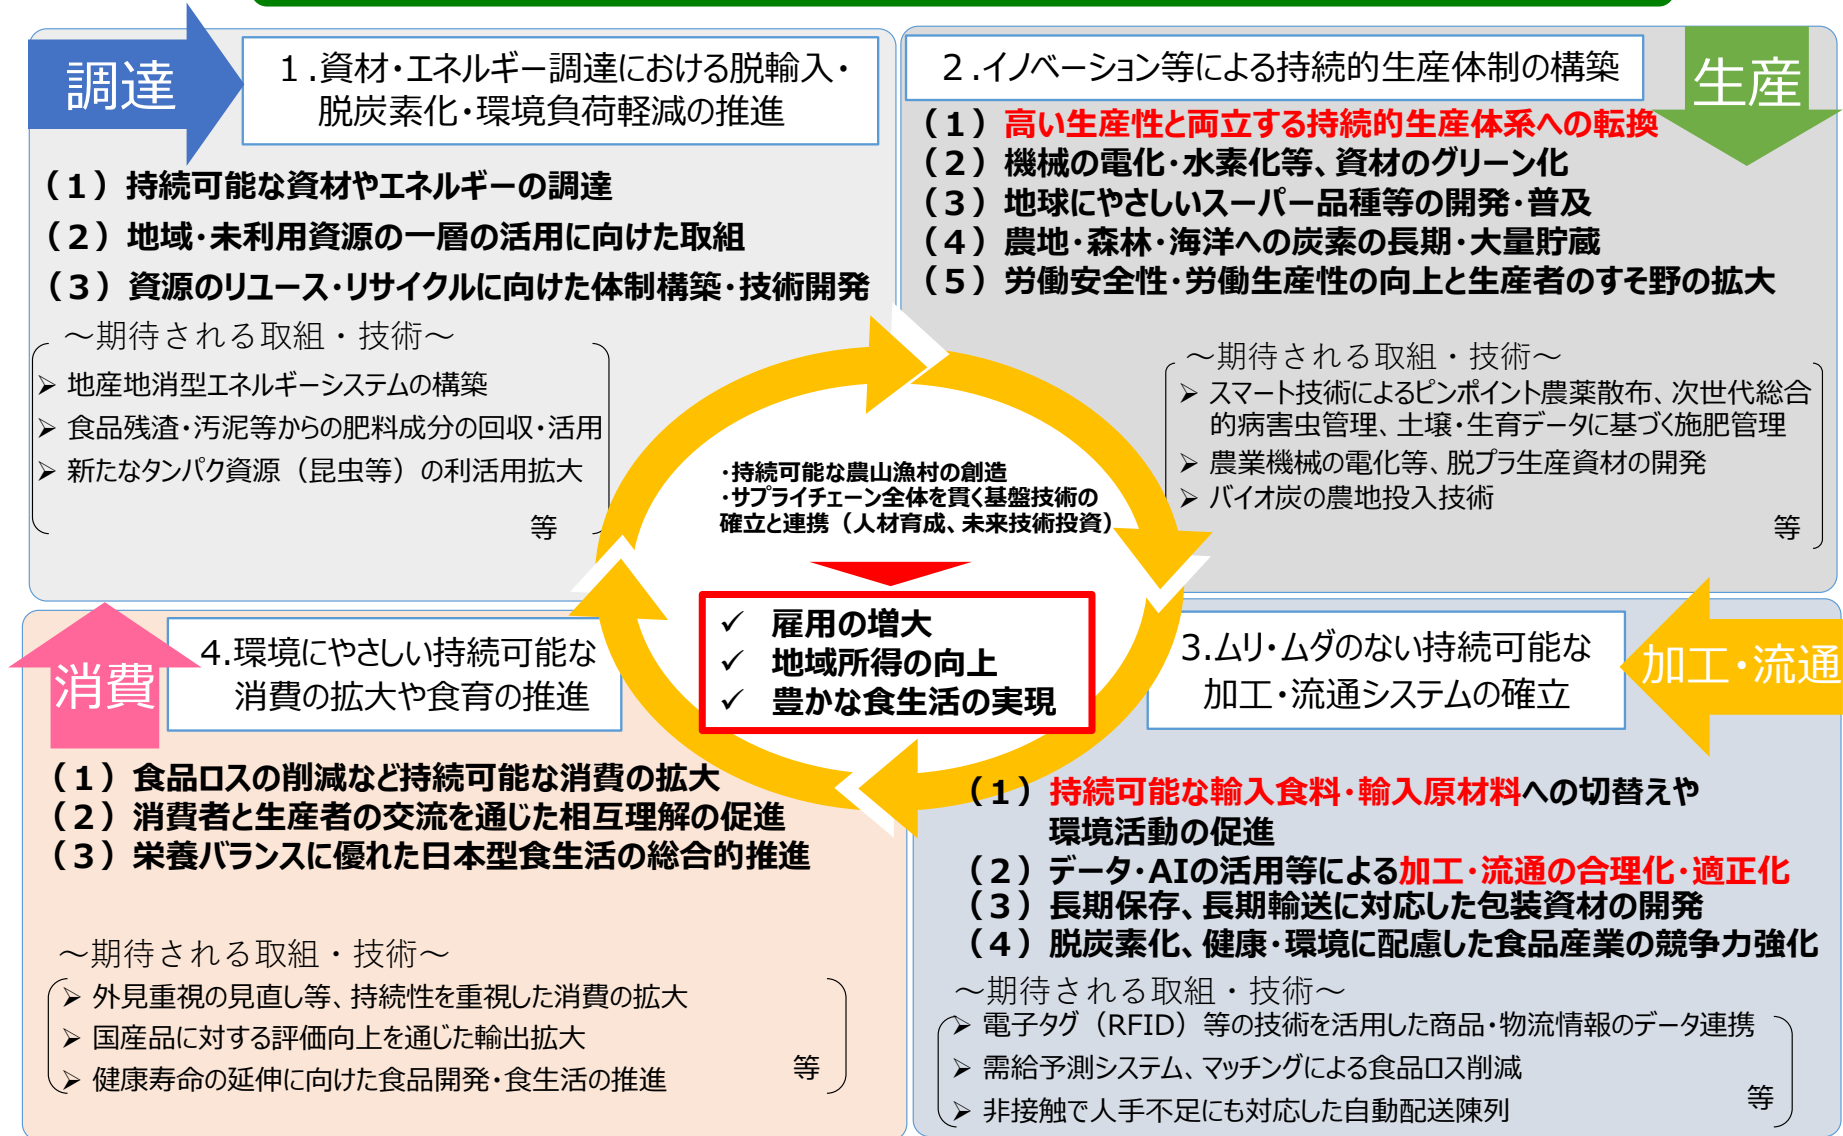 調達
１.資材・エネルギー調達における脱輸入・
脱炭素化・環境負荷軽減の推進
（１）持続可能な資材やエネルギーの調達
（２）地域・未利用資源の一層の活用に向けた取組
（３）資源のリユース・リサイクルに向けた体制構築・技術開発
～期待される取組・技術～
➢ 地産地消型エネルギーシステムの構築
➢ 食品残渣・汚泥等からの肥料成分の回収・活用
➢ 新たなタンパク資源（昆虫等）の利活用拡大
等
２.イノベーション等による持続的生産体制の構築
生産
（１）高い生産性と両立する持続的生産体系への転換
（２）機械の電化・水素化等、資材のグリーン化
（３）地球にやさしいスーパー品種等の開発・普及
（４）農地・森林・海洋への炭素の長期・大量貯蔵
（５）労働安全性・労働生産性の向上と生産者のすそ野の拡大
～期待される取組・技術～
➢ スマート技術によるピンポイント農薬散布、次世代総合
的病害虫管理、土壌・生育データに基づく施肥管理
➢ 農業機械の電化等、脱プラ生産資材の開発
➢ バイオ炭の農地投入技術
等
・持続可能な農山漁村の創造
・サプライチェーン全体を貫く基盤技術の
確立と連携（人材育成、未来技術投資）
✓ 雇用の増大
✓ 地域所得の向上
✓ 豊かな食生活の実現
3.ムリ・ムダのない持続可能な
加工・流通システムの確立
加工・流通
（１）持続可能な輸入食料・輸入原材料への切替えや
環境活動の促進
（２）データ・AIの活用等による加工・流通の合理化・適正化
（３）長期保存、長期輸送に対応した包装資材の開発
（４）脱炭素化、健康・環境に配慮した食品産業の競争力強化
～期待される取組・技術～
➢ 電子タグ（RFID）等の技術を活用した商品・物流情報のデータ連携
➢ 需給予測システム、マッチングによる食品ロス削減
➢ 非接触で人手不足にも対応した自動配送陳列
等
消費
4.環境にやさしい持続可能な
消費の拡大や食育の推進
（１）食品ロスの削減など持続可能な消費の拡大
（２）消費者と生産者の交流を通じた相互理解の促進
（３）栄養バランスに優れた日本型食生活の総合的推進
～期待される取組・技術～
➢ 外見重視の見直し等、持続性を重視した消費の拡大
➢ 国産品に対する評価向上を通じた輸出拡大
➢ 健康寿命の延伸に向けた食品開発・食生活の推進
等